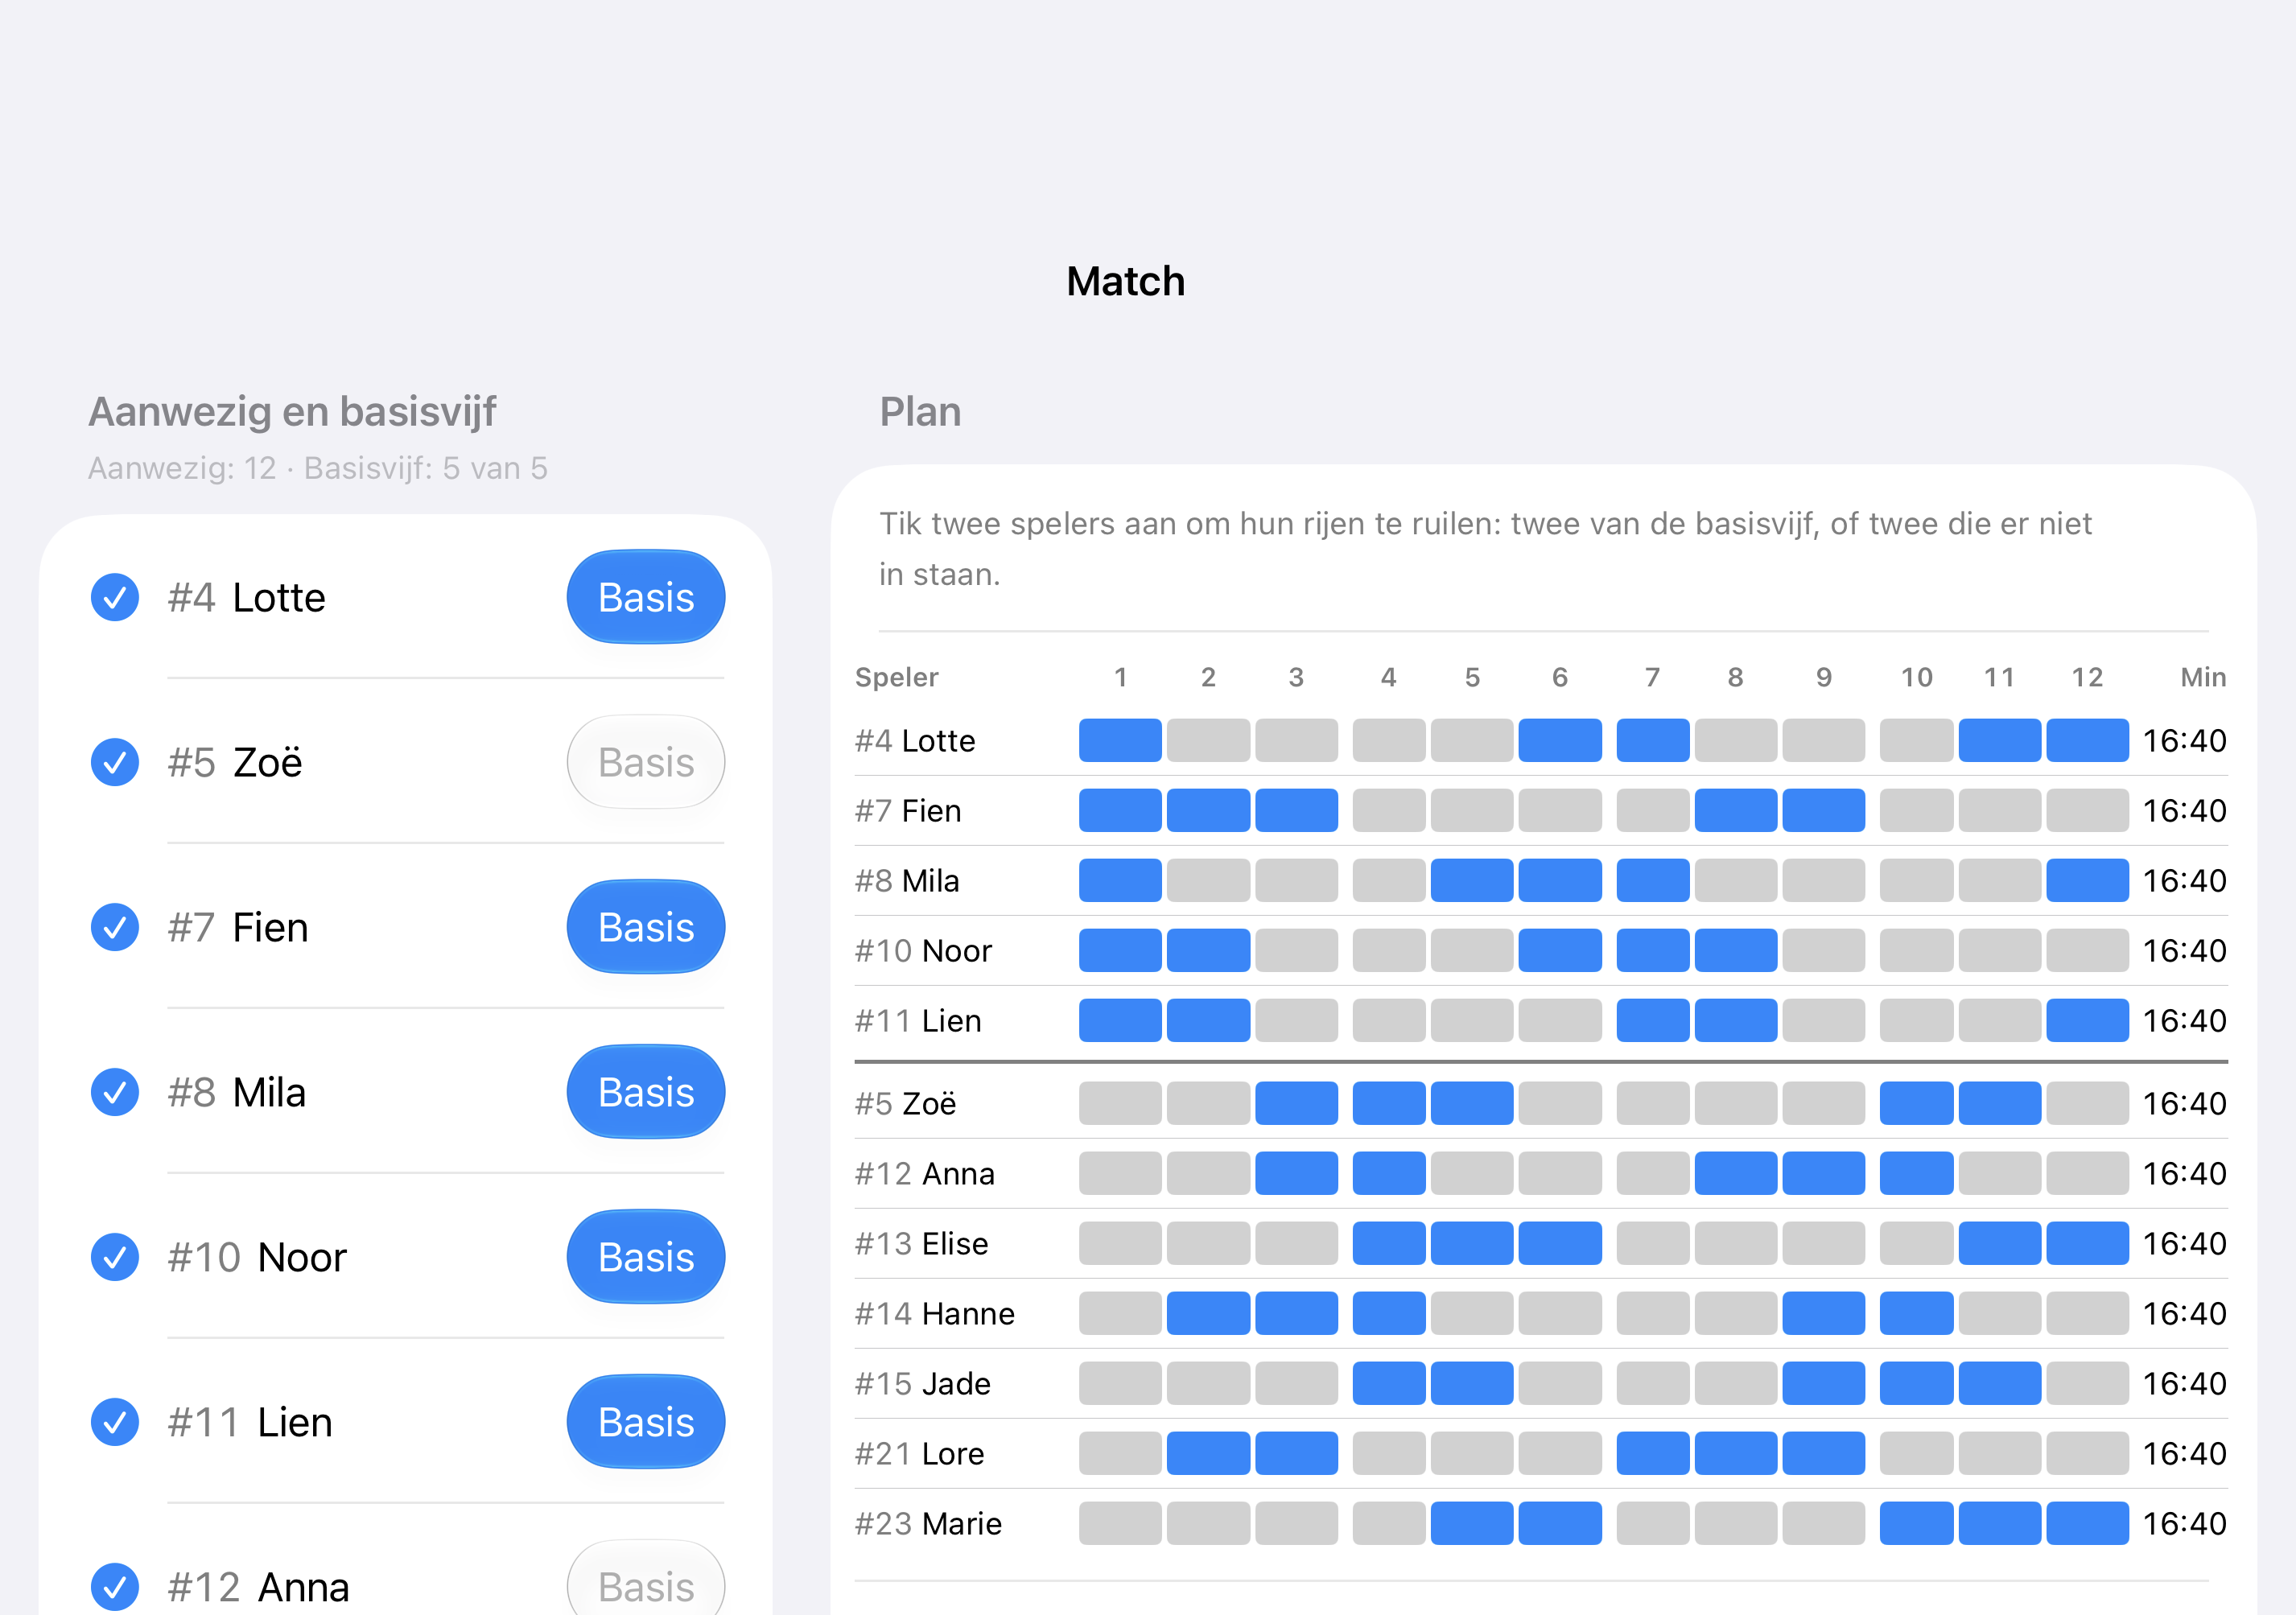 Match
Aanwezig en basisvijf
Aanwezig: 12 · Basisvijf: 5 van 5
#4 Lotte Basis
#5 Zoë Basis
#7 Fien Basis
#8 Mila Basis
#10 Noor Basis
#11 Lien Basis
#12 Anna Basis
Plan
Tik twee spelers aan om hun rijen te ruilen: twee van de basisvijf, of twee die er niet
in staan.
Speler 1 2 3 4 5 6 7 8 9 10 11 12 Min
#4 Lotte 16:40
#7 Fien 16:40
#8 Mila 16:40
#10 Noor 16:40
#11 Lien 16:40
#5 Zoë 16:40
#12 Anna 16:40
#13 Elise 16:40
#14 Hanne 16:40
#15 Jade 16:40
#21 Lore 16:40
#23 Marie 16:40